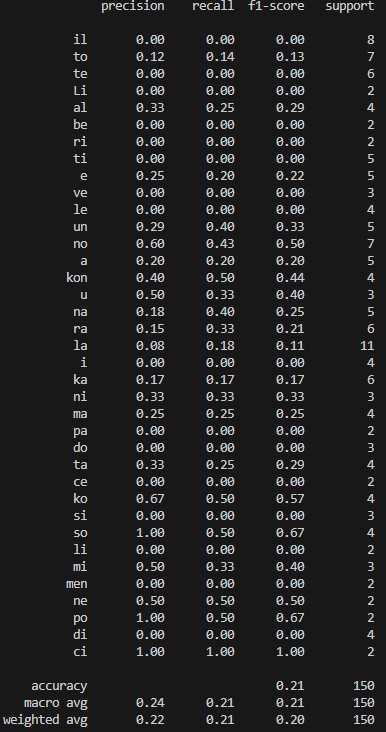 precision recall f1-score support
il 0.00 0.00 0.00 8
to 0.12 0.14 0.13 7
te 0.00 0.00 0.00 6
Li 0.00 0.00 0.00 2
al 0.33 0.25 0.29 4
be 0.00 0.00 0.00 2
ri 0.00 0.00 0.00 2
ti 0.00 0.00 0.00 5
e 0.25 0.20 0.22 5
ve 0.00 0.00 0.00 3
le 0.00 0.00 0.00 4
un 0.29 0.40 0.33 5
no 0.60 0.43 0.50 7
a 0.20 0.20 0.20 5
kon 0.40 0.50 0.44 4
u 0.50 0.33 0.40 3
na 0.18 0.40 0.25 5
ra 0.15 0.33 0.21 6
la 0.08 0.18 0.11 11
i 0.00 0.00 0.00 4
ka 0.17 0.17 0.17 6
ni 0.33 0.33 0.33 3
ma 0.25 0.25 0.25 4
pa 0.00 0.00 0.00 2
do 0.00 0.00 0.00 3
ta 0.33 0.25 0.29 4
ce 0.00 0.00 0.00 2
ko 0.67 0.50 0.57 4
si 0.00 0.00 0.00 3
so 1.00 0.50 0.67 4
li 0.00 0.00 0.00 2
mi 0.50 0.33 0.40 3
men 0.00 0.00 0.00 2
ne 0.50 0.50 0.50 2
po 1.00 0.50 0.67 2
di 0.00 0.00 0.00 4
ci 1.00 1.00 1.00 2
accuracy 0.21 150
macro avg 0.24 0.21 0.21 150
weighted avg 0.22 0.21 0.20 150